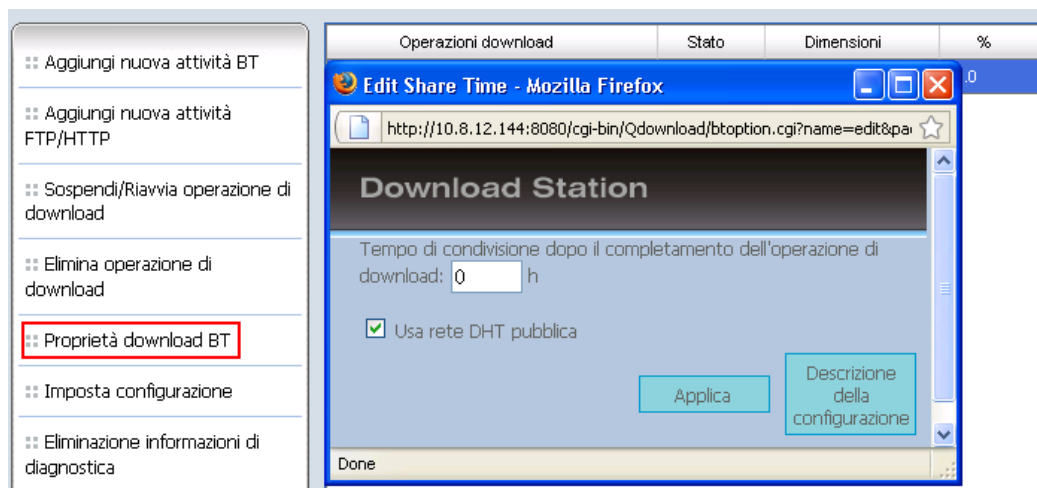 Aggiungi nuova attività BT
Aggiungi nuova attività
FTP/HTTP
Sospendi/Riavvia operazione di
download
Elimina operazione di
download
Proprietà download BT
Imposta configurazione
Eliminazione informazioni di
diagnostica
Operazioni download Stato Dimensioni %
.0
Edit Share Time - Mozilla Firefox
http://10.8.12.144:8080/cgi-bin/Qdownload/btoption.cgi?name=edit&pa
Download Station
Tempo di condivisione dopo il completamento dell'operazione di
download: 0 h
Usa rete DHT pubblica
Applica
Descrizione
della
configurazione
Done